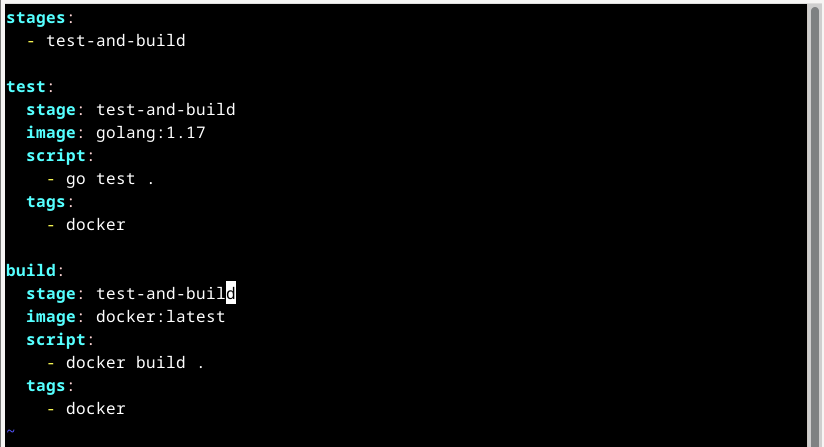 stages:
  - test-and-build

test:
  stage: test-and-build
  image: golang:1.17
  script:
    - go test .
  tags:
    - docker

build:
  stage: test-and-build
  image: docker:latest
  script:
    - docker build .
  tags:
    - docker
~